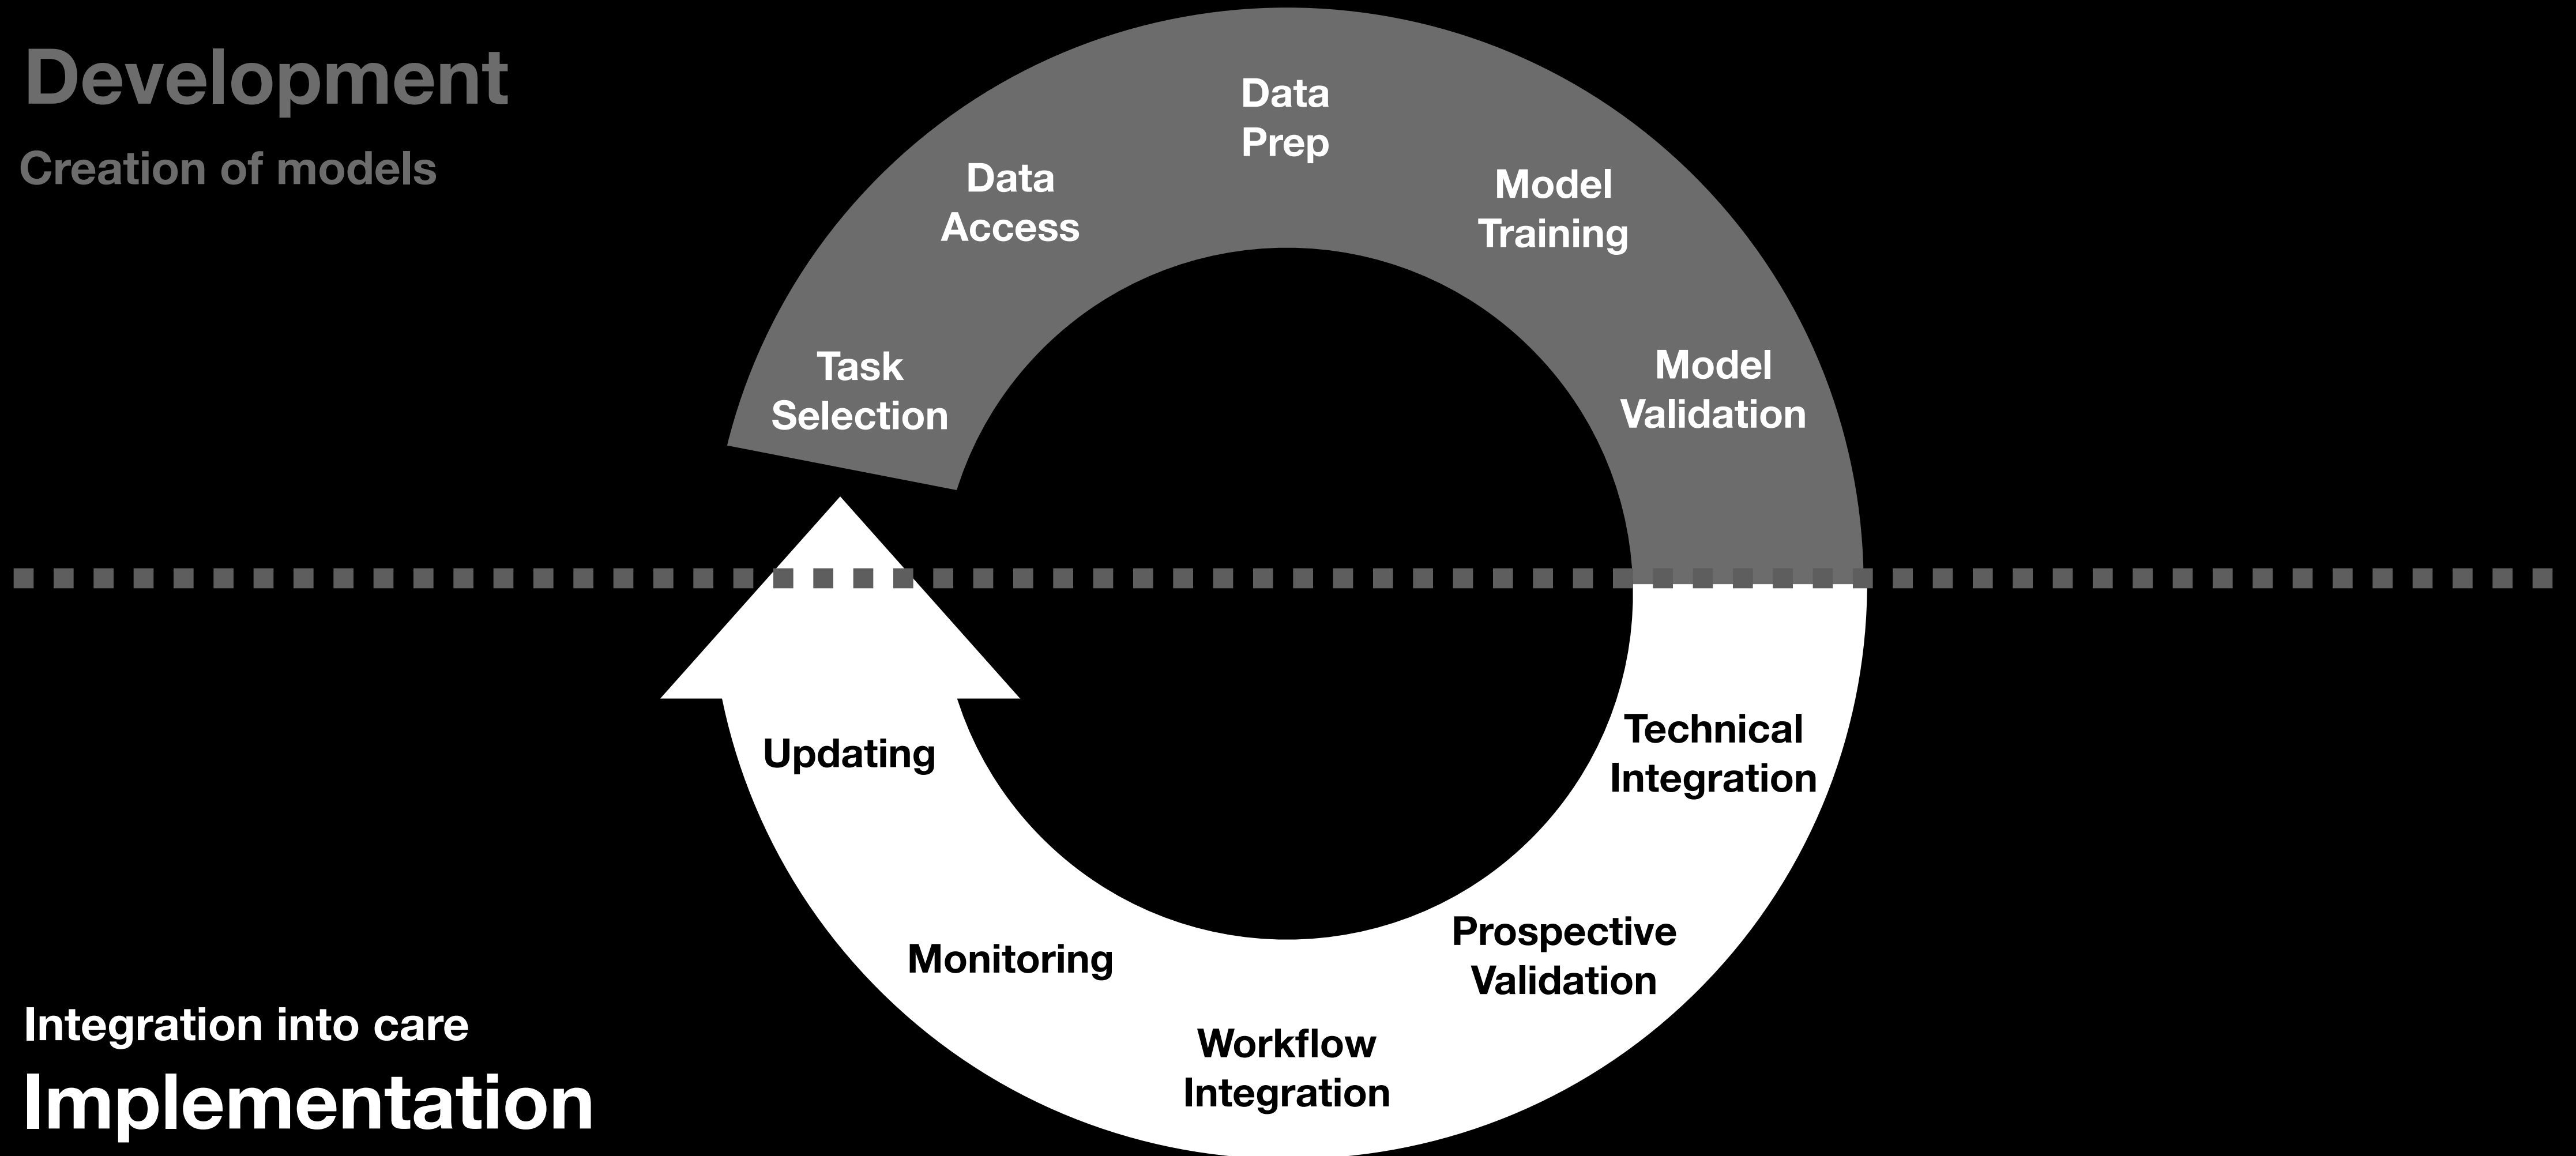 Development
Creation of models
Data
Prep
Data
Access
Model
Training
Task
Selection
Model
Validation
Technical
Integration
Updating
Prospective
Validation
Monitoring
Workflow
Integration
Integration into care
Implementation